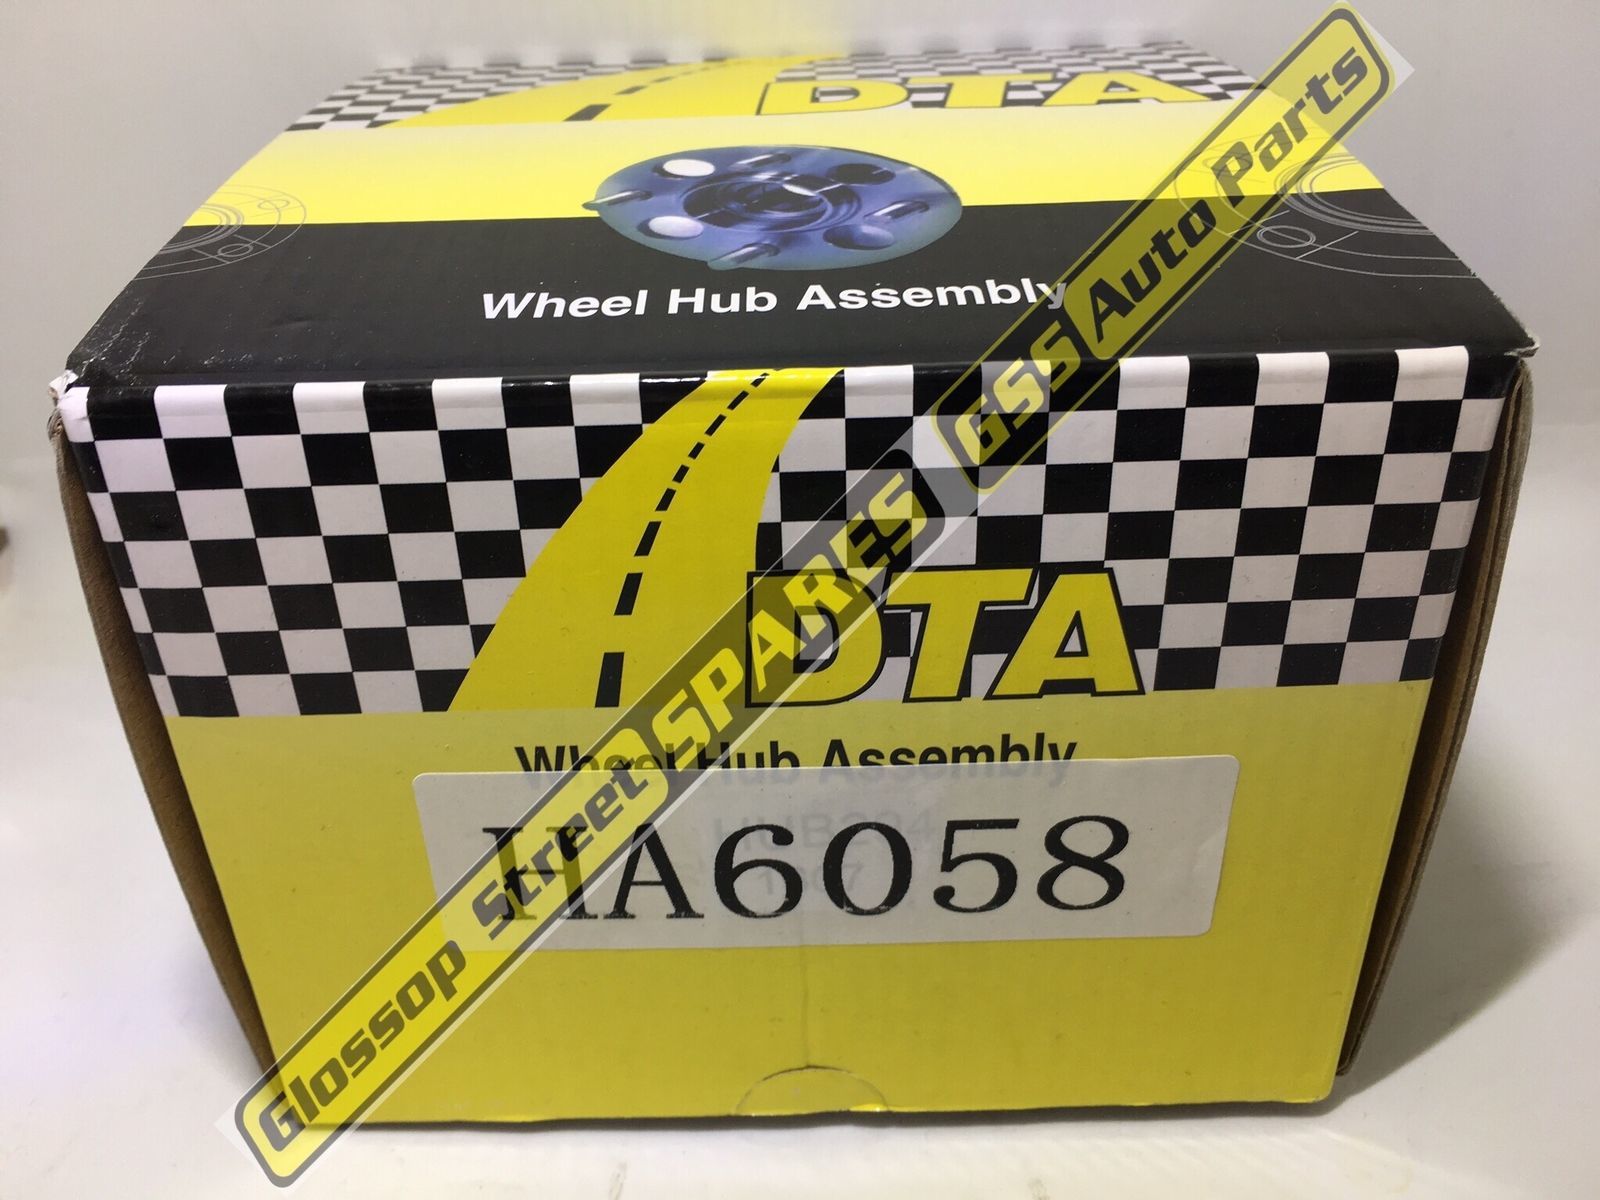 DTA
Wheel Hub Assembly
DTA
Wheel Hub Assembly
HA6058
Glossop Street SPARES GSS Auto Parts